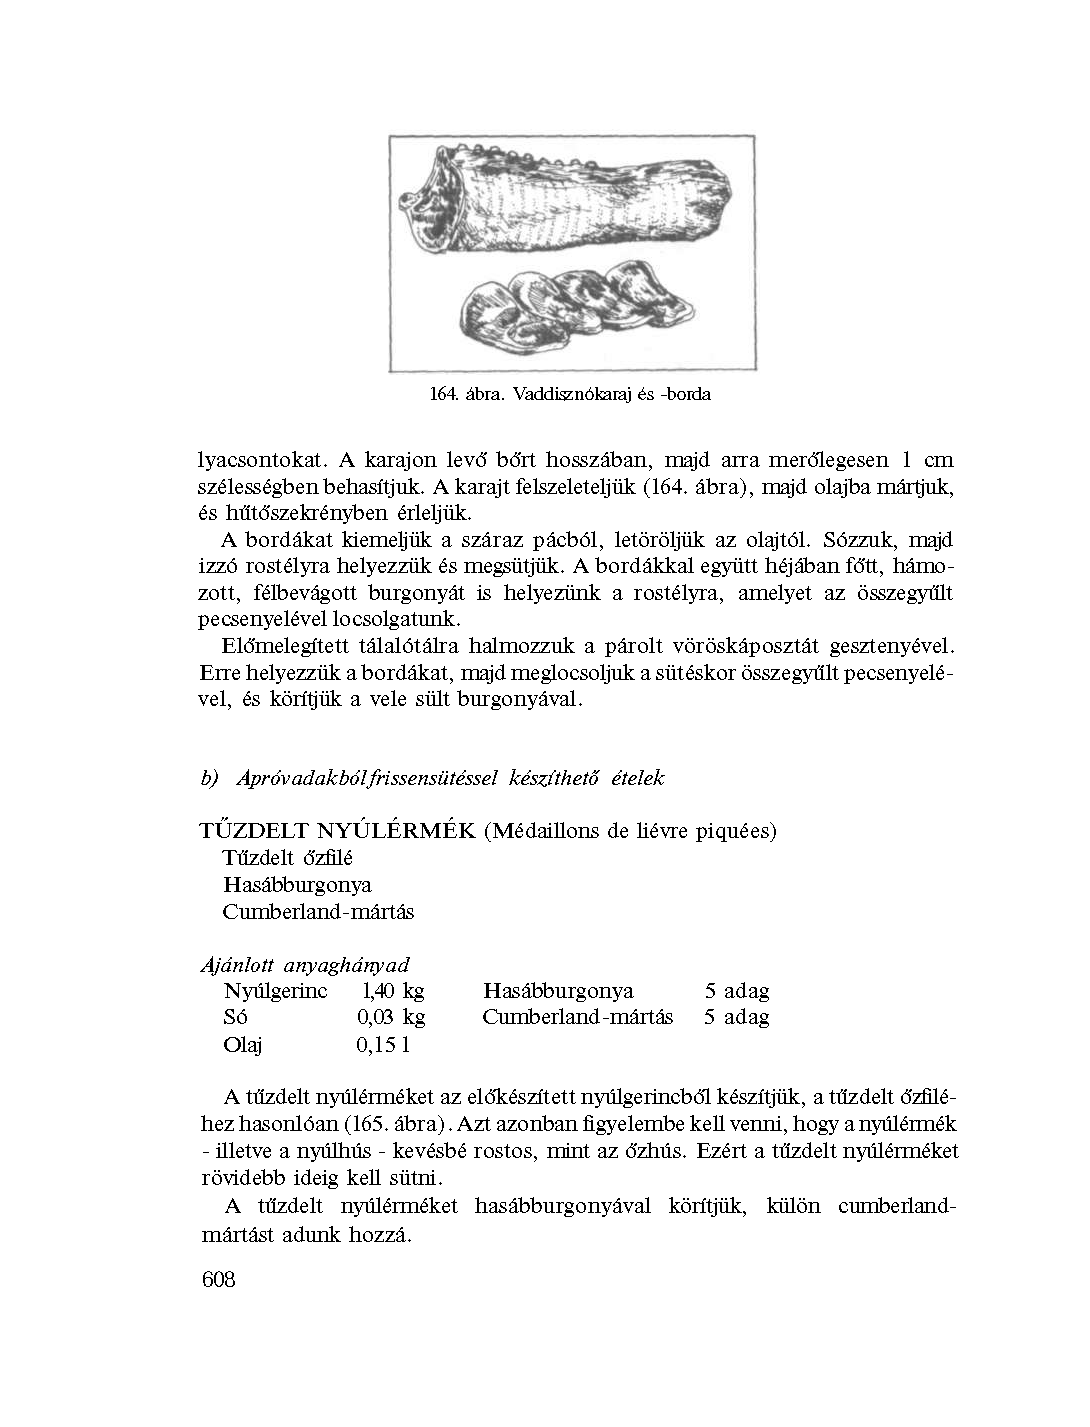 164. ábra. Vaddisznókaraj és -borda
lyacsontokat. A karajon levő bőrt hosszában, majd arra merőlegesen 1 cm
szélességben behasítjuk. A karajt felszeleteljük (164. ábra), majd olajba mártjuk,
és hűtőszekrényben érleljük.
A bordákat kiemeljük a száraz pácból, letöröljük az olajtól. Sózzuk, majd
izzó rostélyra helyezzük és megsütjük. A bordákkal együtt héjában főtt, hámo-
zott, félbevágott burgonyát is helyezünk a rostélyra, amelyet az összegyűlt
pecsenyelével locsolgatunk.
Előmelegített tálalótálra halmozzuk a párolt vöröskáposztát gesztenyével.
Erre helyezzük a bordákat, majd meglocsoljuk a sütéskor összegyűlt pecsenyelé-
vel, és körítjük a vele sült burgonyával.
b) Apróvadakból frissensütéssel készíthető ételek
TŰZDELT NYÚLÉRMÉK (Médaillons de liévre piquées)
Tűzdelt őzfilé
Hasábburgonya
Cumberland-mártás
Ajánlott anyaghányad
Nyúlgerinc 1,40 kg Hasábburgonya 5 adag
Só 0,03 kg Cumberland-mártás 5 adag
Olaj 0,15 l
A tűzdelt nyúlérméket az előkészített nyúlgerincből készítjük, a tűzdelt őzfilé-
hez hasonlóan (165. ábra). Azt azonban figyelembe kell venni, hogy a nyúlérmék
- illetve a nyúlhús - kevésbé rostos, mint az őzhús. Ezért a tűzdelt nyúlérméket
rövidebb ideig kell sütni.
A tűzdelt nyúlérméket hasábburgonyával körítjük, külön cumberland-
mártást adunk hozzá.
608